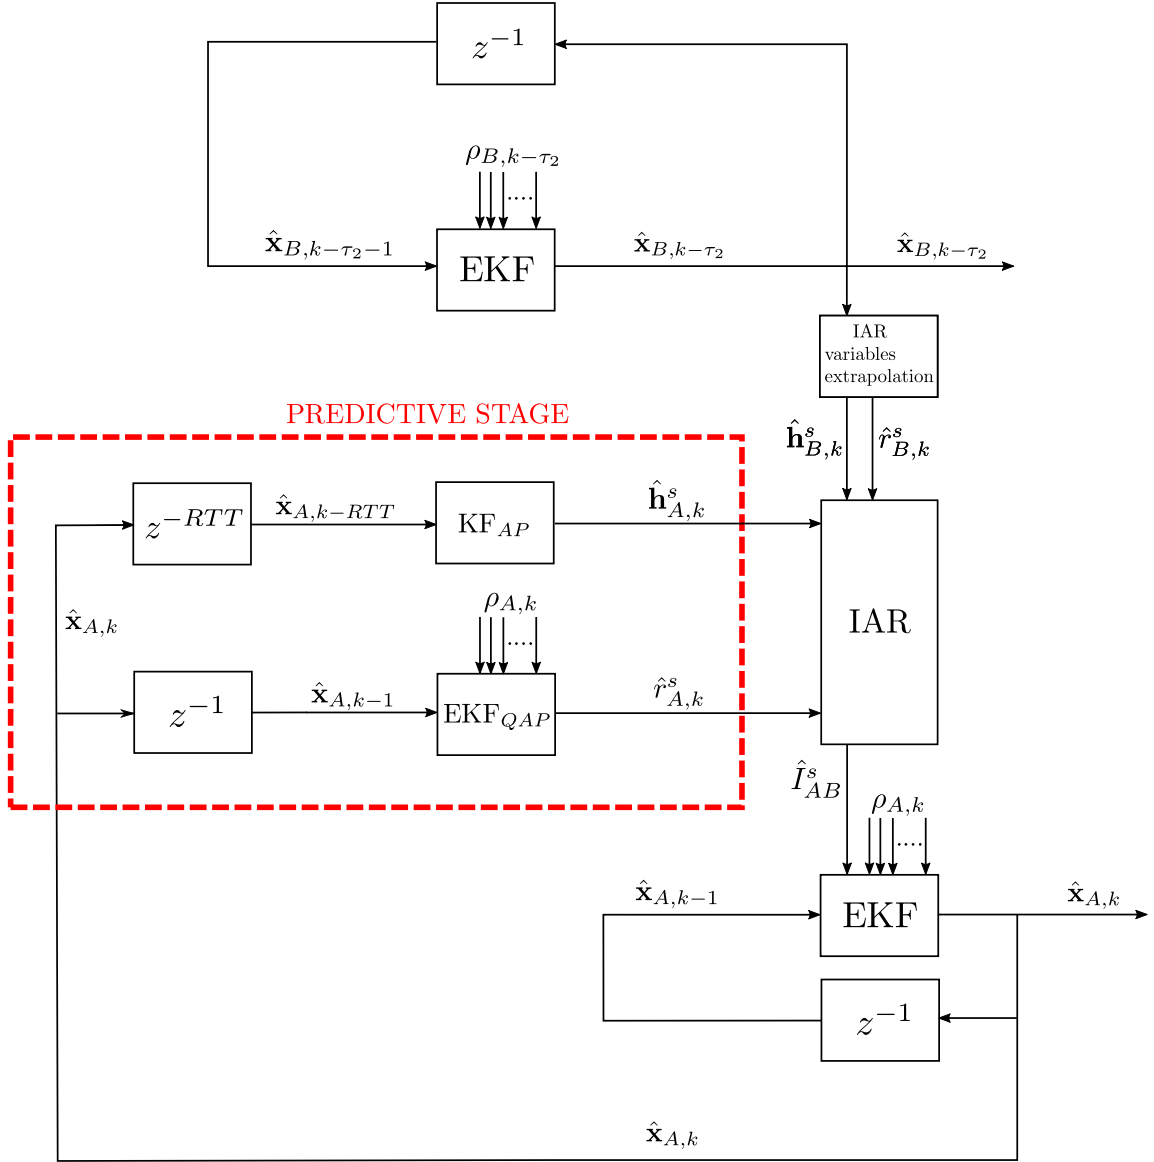 z^{-1}
ρ_{B,k−τ_2}
....
x̂_{B,k−τ_2−1}
EKF
x̂_{B,k−τ_2}
x̂_{B,k−τ_2}
IAR
variables
extrapolation
PREDICTIVE STAGE
ĥ^s_{B,k}
r̂^s_{B,k}
z^{−RTT}
x̂_{A,k−RTT}
KF_{AP}
ĥ^s_{A,k}
x̂_{A,k}
ρ_{A,k}
....
IAR
z^{-1}
x̂_{A,k−1}
EKF_{QAP}
r̂^s_{A,k}
Î^s_{AB}
ρ_{A,k}
....
x̂_{A,k−1}
EKF
x̂_{A,k}
z^{-1}
x̂_{A,k}